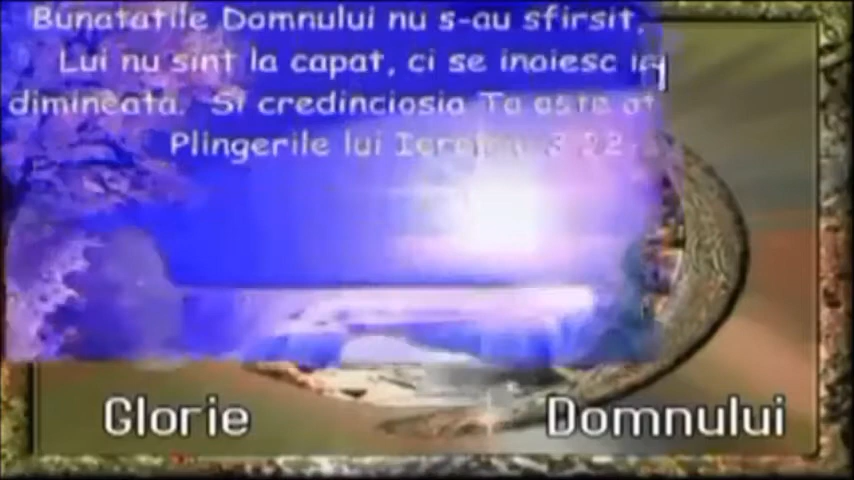 Bunatatile Domnului nu s-au sfirsit,
Lui nu sint la capat, ci se inoiesc in
dimineata. Si credinciosia Ta este at
Plingerile lui
Glorie Domnului